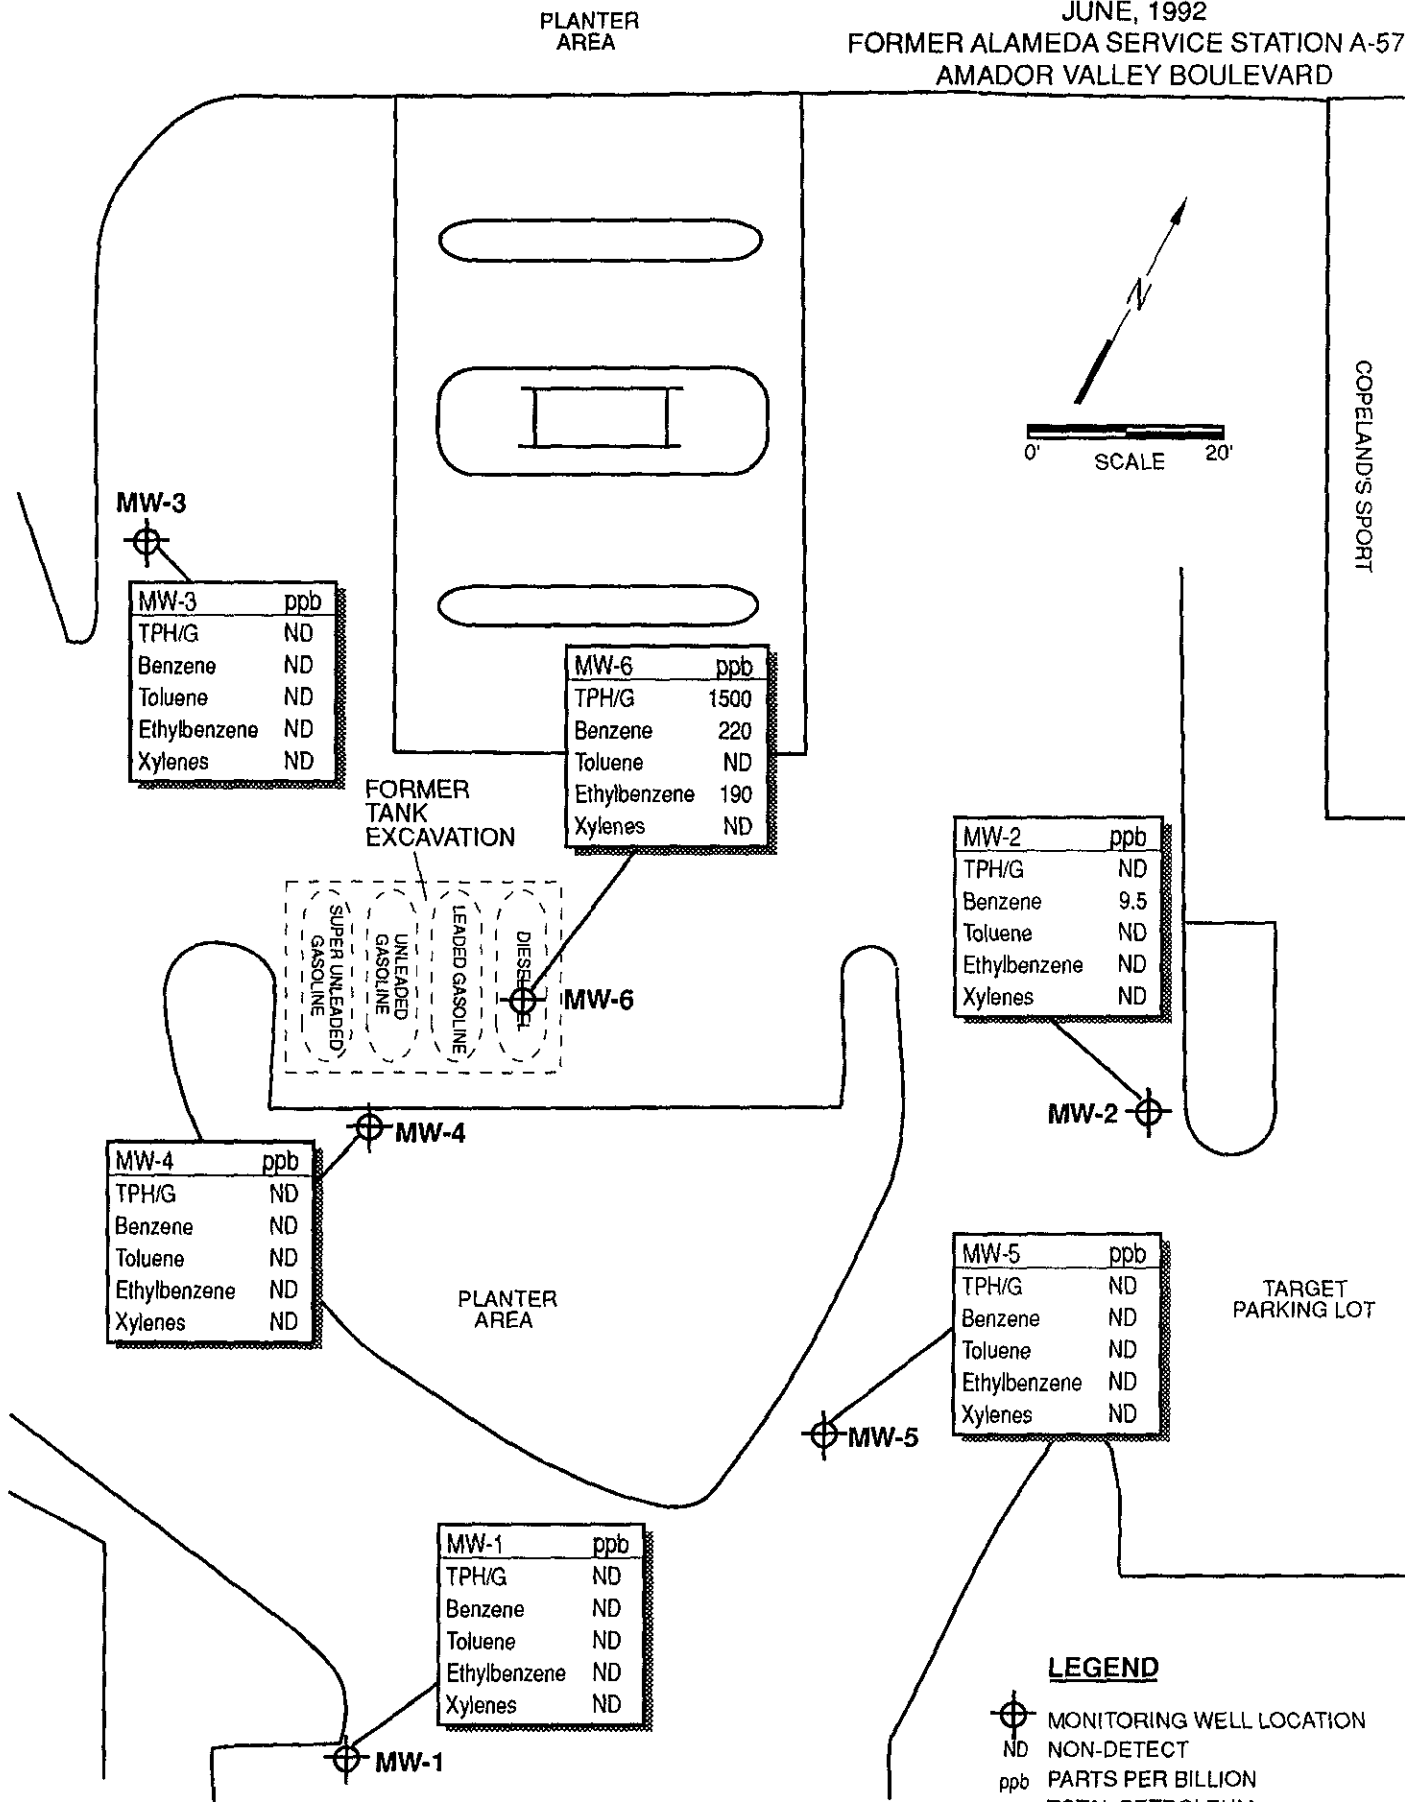 PLANTER
AREA
JUNE, 1992
FORMER ALAMEDA SERVICE STATION A-57
AMADOR VALLEY BOULEVARD
N
0' SCALE 20'
COPELAND'S SPORT
MW-3
MW-3 ppb
TPH/G ND
Benzene ND
Toluene ND
Ethylbenzene ND
Xylenes ND
MW-6 ppb
TPH/G 1500
Benzene 220
Toluene ND
Ethylbenzene 190
Xylenes ND
FORMER
TANK
EXCAVATION
SUPER UNLEADED
GASOLINE
UNLEADED
GASOLINE
LEADED GASOLINE
DIESEL
MW-6
MW-2 ppb
TPH/G ND
Benzene 9.5
Toluene ND
Ethylbenzene ND
Xylenes ND
MW-2
MW-4
MW-4 ppb
TPH/G ND
Benzene ND
Toluene ND
Ethylbenzene ND
Xylenes ND
PLANTER
AREA
MW-5 ppb
TPH/G ND
Benzene ND
Toluene ND
Ethylbenzene ND
Xylenes ND
TARGET
PARKING LOT
MW-5
MW-1 ppb
TPH/G ND
Benzene ND
Toluene ND
Ethylbenzene ND
Xylenes ND
MW-1
LEGEND
MONITORING WELL LOCATION
ND NON-DETECT
ppb PARTS PER BILLION